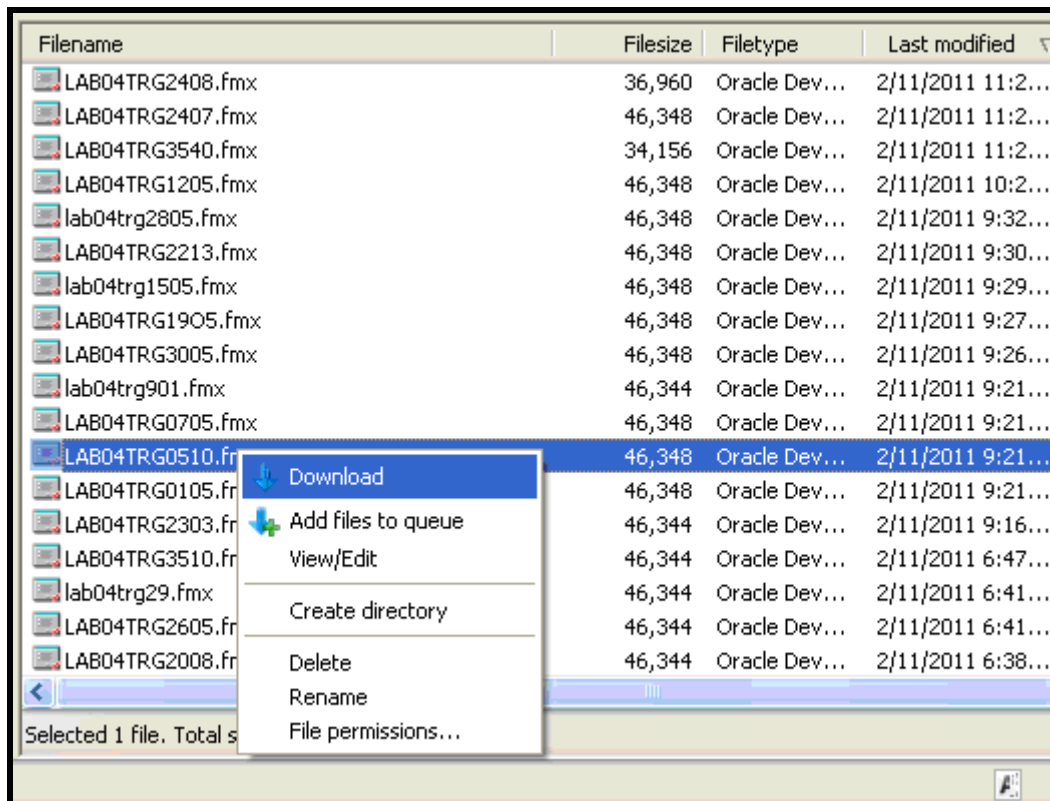 Filename Filesize Filetype Last modified
LAB04TRG2408.fmx 36,960 Oracle Dev... 2/11/2011 11:2...
LAB04TRG2407.fmx 46,348 Oracle Dev... 2/11/2011 11:2...
LAB04TRG3540.fmx 34,156 Oracle Dev... 2/11/2011 11:2...
LAB04TRG1205.fmx 46,348 Oracle Dev... 2/11/2011 10:2...
lab04trg2805.fmx 46,348 Oracle Dev... 2/11/2011 9:32...
LAB04TRG2213.fmx 46,348 Oracle Dev... 2/11/2011 9:30...
lab04trg1505.fmx 46,348 Oracle Dev... 2/11/2011 9:29...
LAB04TRG19O5.fmx 46,348 Oracle Dev... 2/11/2011 9:27...
LAB04TRG3005.fmx 46,348 Oracle Dev... 2/11/2011 9:26...
lab04trg901.fmx 46,344 Oracle Dev... 2/11/2011 9:21...
LAB04TRG0705.fmx 46,348 Oracle Dev... 2/11/2011 9:21...
LAB04TRG0510.fm 46,348 Oracle Dev... 2/11/2011 9:21...
LAB04TRG0105.fr 46,348 Oracle Dev... 2/11/2011 9:21...
LAB04TRG2303.fr 46,344 Oracle Dev... 2/11/2011 9:16...
LAB04TRG3510.fr 46,344 Oracle Dev... 2/11/2011 6:47...
lab04trg29.fmx 46,344 Oracle Dev... 2/11/2011 6:41...
LAB04TRG2605.fr 46,344 Oracle Dev... 2/11/2011 6:41...
LAB04TRG2008.fr 46,344 Oracle Dev... 2/11/2011 6:38...
Download
Add files to queue
View/Edit
Create directory
Delete
Rename
File permissions...
Selected 1 file. Total s
A